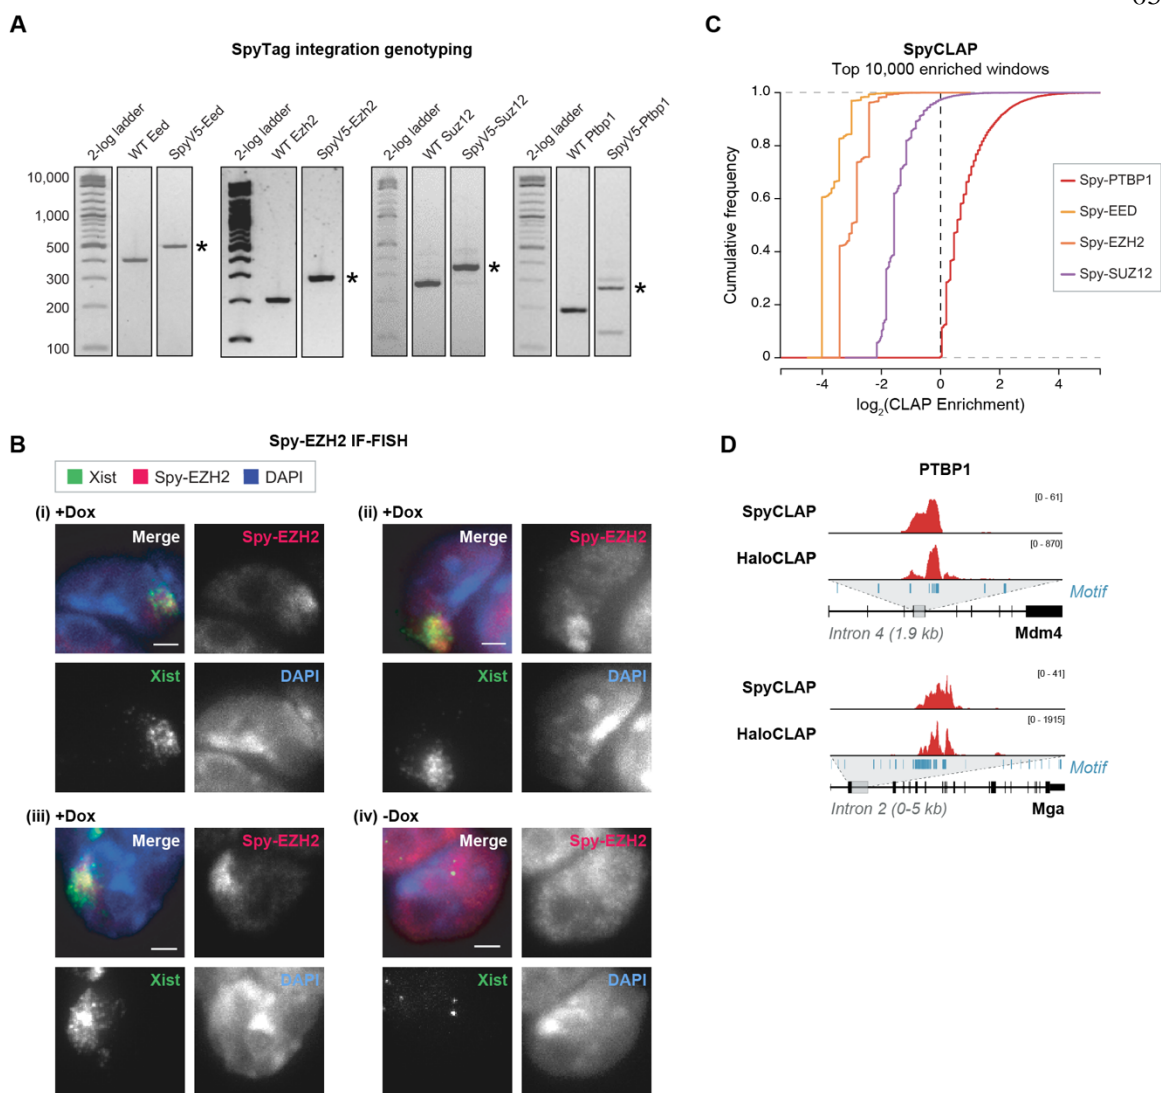 A
SpyTag integration genotyping
2-log ladder
WT Eed
SpyV5-Eed
2-log ladder
WT Ezh2
SpyV5-Ezh2
2-log ladder
WT Suz12
SpyV5-Suz12
2-log ladder
WT Ptbp1
SpyV5-Ptbp1
10,000
1,000
500
300
200
100
*
*
*
*
B
Spy-EZH2 IF-FISH
Xist
Spy-EZH2
DAPI
(i) +Dox
Merge
Spy-EZH2
Xist
DAPI
(ii) +Dox
Merge
Spy-EZH2
Xist
DAPI
(iii) +Dox
Merge
Spy-EZH2
Xist
DAPI
(iv) -Dox
Merge
Spy-EZH2
Xist
DAPI
C
SpyCLAP
Top 10,000 enriched windows
Cumulative frequency
1.0
0.8
0.6
0.4
0.2
0
-4
-2
0
2
4
log2(CLAP Enrichment)
Spy-PTBP1
Spy-EED
Spy-EZH2
Spy-SUZ12
D
PTBP1
SpyCLAP
[0 - 61]
HaloCLAP
[0 - 870]
Motif
Intron 4 (1.9 kb)
Mdm4
SpyCLAP
[0 - 41]
HaloCLAP
[0 - 1915]
Motif
Intron 2 (0-5 kb)
Mga